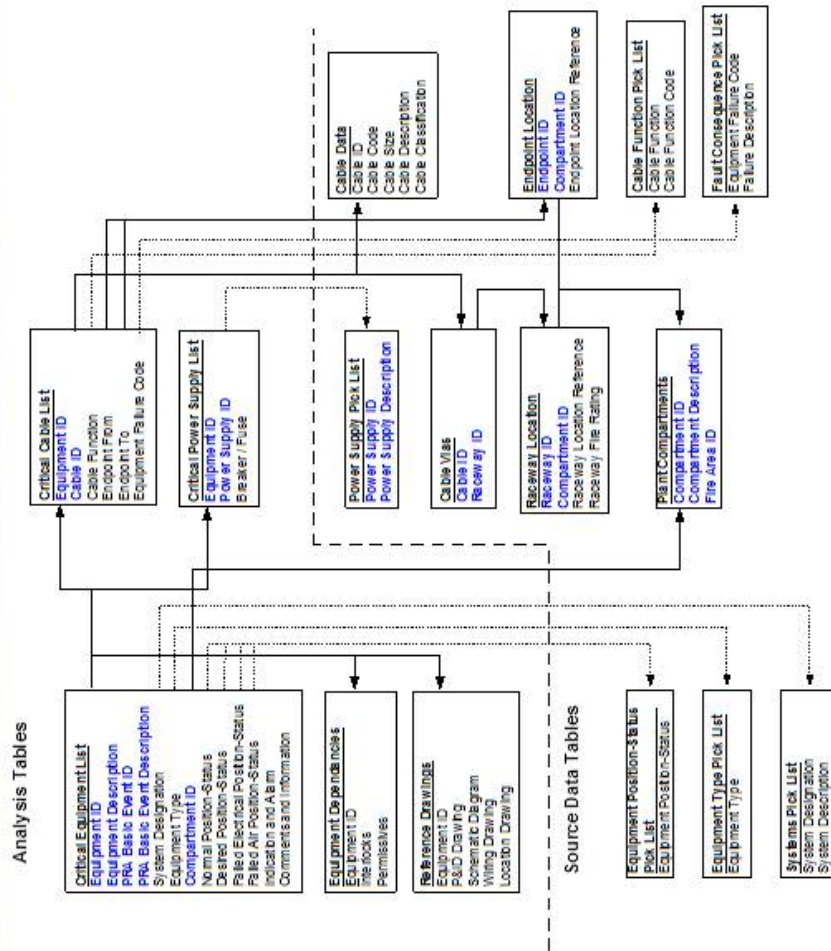 Analysis Tables
Critical Equipment List
Equipment ID
Equipment Description
PRA Basic Event ID
PRA Basic Event Description
System Designation
Equipment Type
Compartment ID
Normal Position-Status
Desired Position-Status
Failed Electrical Position-Status
Failed Air Position-Status
Indication and Alarm
Comments and Information
Equipment Dependancies
Equipment ID
Interlocks
Permissives
Reference Drawings
Equipment ID
P&ID Drawing
Schematic Diagram
Wiring Drawing
Location Drawing
Critical Cable List
Equipment ID
Cable ID
Cable Function
Endpoint From
Endpoint To
Equipment Failure Code
Critical Power Supply List
Equipment ID
Power Supply ID
Breaker / Fuse
Source Data Tables
Equipment Position-Status
Pick List
Equipment Position-Status
Equipment Type Pick List
Equipment Type
Systems Pick List
System Designation
System Description
Power Supply Pick List
Power Supply ID
Power Supply Description
Cable Vias
Cable ID
Raceway ID
Raceway Location
Raceway ID
Compartment ID
Raceway Location Reference
Raceway Fire Rating
Plant Compartments
Compartment ID
Compartment Description
Fire Area ID
Cable Data
Cable ID
Cable Code
Cable Size
Cable Description
Cable Classification
Endpoint Location
Endpoint ID
Compartment ID
Endpoint Location Reference
Cable Function Pick List
Cable Function
Cable Function Code
Fault Consequence Pick List
Equipment Failure Code
Failure Description